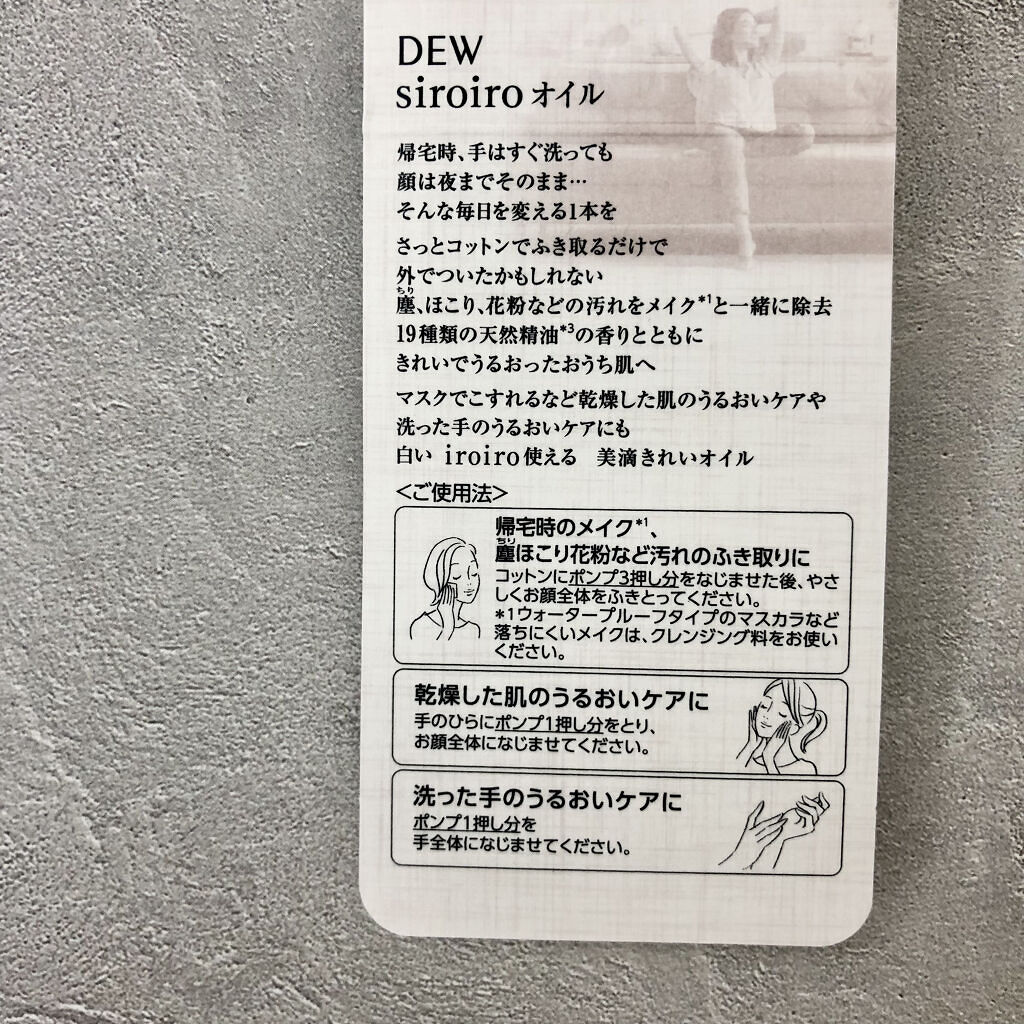 DEW
siroiroオイル
帰宅時、手はすぐ洗っても
顔は夜までそのまま…
そんな毎日を変える1本を
さっとコットンでふき取るだけで
外でついたかもしれない
ちり
塵、ほこり、花粉などの汚れをメイク*1と一緒に除去
19種類の天然精油*3の香りとともに
きれいでうるおったおうち肌へ
マスクでこすれるなど乾燥した肌のうるおいケアや
洗った手のうるおいケアにも
白い iroiro使える 美滴きれいオイル
<ご使用法>
帰宅時のメイク*1、
ちり
塵ほこり花粉など汚れのふき取りに
コットンにポンプ3押し分をなじませた後、やさ
しくお顔全体をふきとってください。
*1ウォータープルーフタイプのマスカラなど
落ちにくいメイクは、クレンジング料をお使い
ください。
乾燥した肌のうるおいケアに
手のひらにポンプ1押し分をとり、
お顔全体になじませてください。
洗った手のうるおいケアに
ポンプ1押し分を
手全体になじませてください。